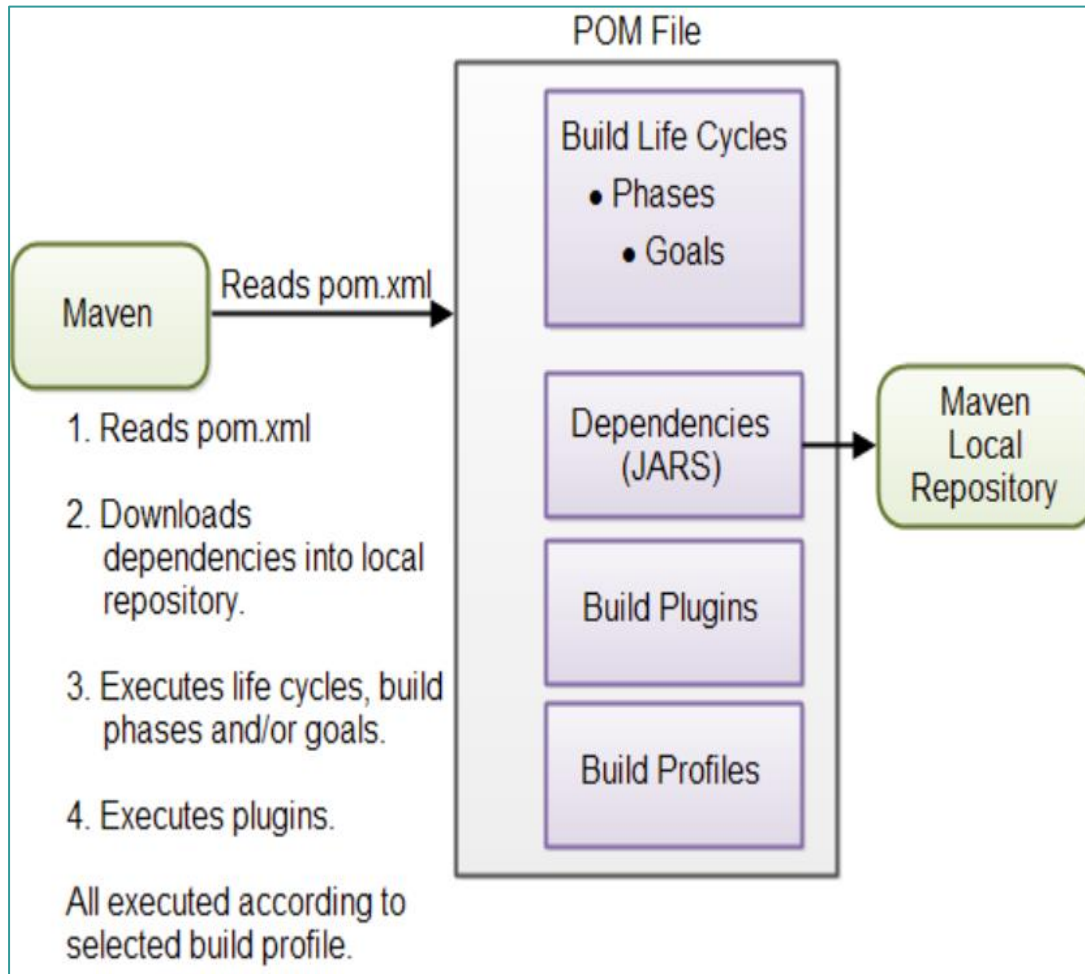 POM File
Build Life Cycles
• Phases
• Goals
Maven
Reads pom.xml
Dependencies
(JARS)
Maven
Local
Repository
Build Plugins
Build Profiles
1. Reads pom.xml
2. Downloads
dependencies into local
repository.
3. Executes life cycles, build
phases and/or goals.
4. Executes plugins.
All executed according to
selected build profile.